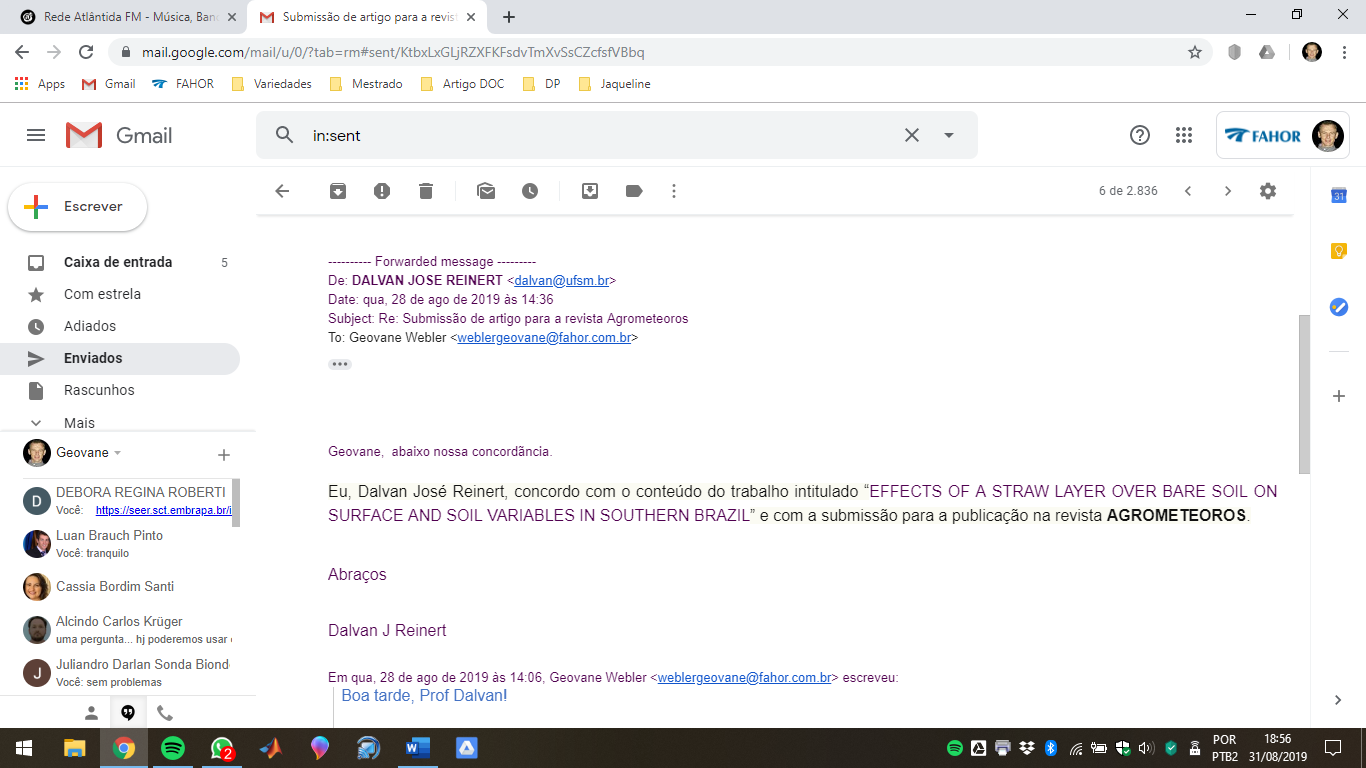 Rede Atlântida FM - Música, Ban
Submissão de artigo para a revist
mail.google.com/mail/u/0/?tab=rm#sent/KtbxLxGLjRZXFKFsdvTmXvSsCZcfsfVBbq
Apps
Gmail
FAHOR
Variedades
Mestrado
Artigo DOC
DP
Jaqueline
Gmail
in:sent
FAHOR
Escrever
6 de 2.836
31
Caixa de entrada 5
Com estrela
Adiados
Enviados
Rascunhos
Mais
Geovane
D
DEBORA REGINA ROBERTI
Você: https://seer.sct.embrapa.br/i
Luan Brauch Pinto
Você: tranquilo
Cassia Bordim Santi
Alcindo Carlos Krüger
uma pergunta... hj poderemos usar
J
Juliandro Darlan Sonda Bionde
Você: sem problemas
---------- Forwarded message ---------
De: DALVAN JOSE REINERT <dalvan@ufsm.br>
Date: qua, 28 de ago de 2019 às 14:36
Subject: Re: Submissão de artigo para a revista Agrometeoros
To: Geovane Webler <weblergeovane@fahor.com.br>
Geovane, abaixo nossa concordãncia.
Eu, Dalvan José Reinert, concordo com o conteúdo do trabalho intitulado “EFFECTS OF A STRAW LAYER OVER BARE SOIL ON
SURFACE AND SOIL VARIABLES IN SOUTHERN BRAZIL” e com a submissão para a publicação na revista AGROMETEOROS.
Abraços
Dalvan J Reinert
Em qua, 28 de ago de 2019 às 14:06, Geovane Webler <weblergeovane@fahor.com.br> escreveu:
Boa tarde, Prof Dalvan!
2
W
POR
PTB2
18:56
31/08/2019